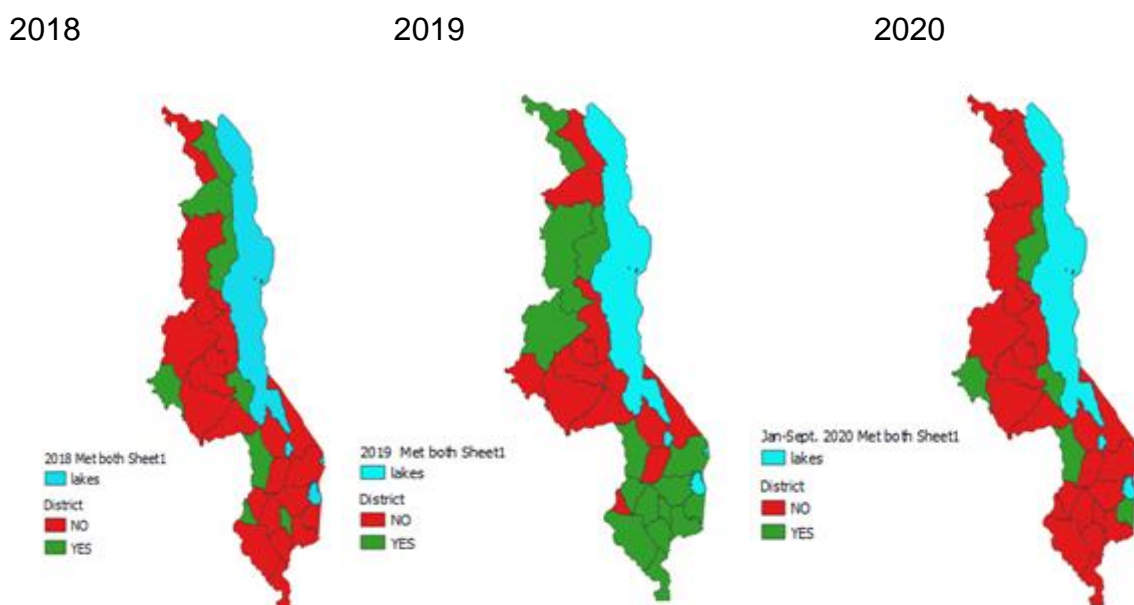 2018
2019
2020
2018 Met both Sheet1
lakes
District
NO
YES
2019 Met both Sheet1
lakes
District
NO
YES
Jan-Sept. 2020 Met both Sheet1
lakes
District
NO
YES